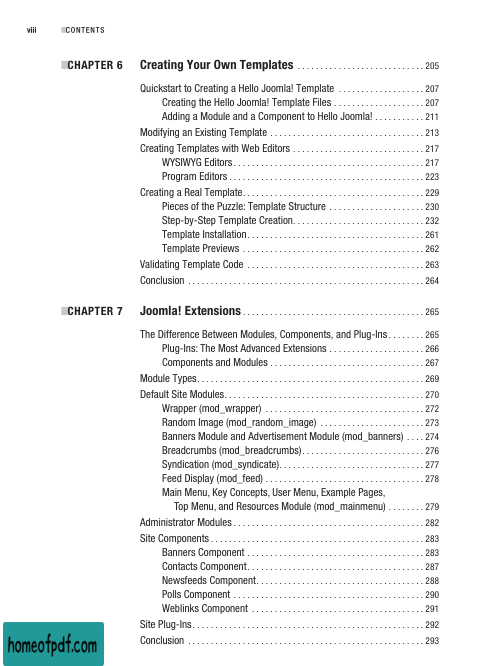 viii ■CONTENTS
■CHAPTER 6 Creating Your Own Templates . . . . . . . . . . . . . . . . . . . . . . . . . . . 205
Quickstart to Creating a Hello Joomla! Template . . . . . . . . . . . . . . . . . . 207
Creating the Hello Joomla! Template Files . . . . . . . . . . . . . . . . . . . 207
Adding a Module and a Component to Hello Joomla! . . . . . . . . . . . 211
Modifying an Existing Template . . . . . . . . . . . . . . . . . . . . . . . . . . . . . . . 213
Creating Templates with Web Editors . . . . . . . . . . . . . . . . . . . . . . . . . . . 217
WYSIWYG Editors . . . . . . . . . . . . . . . . . . . . . . . . . . . . . . . . . . . . . . 217
Program Editors . . . . . . . . . . . . . . . . . . . . . . . . . . . . . . . . . . . . . . . 223
Creating a Real Template . . . . . . . . . . . . . . . . . . . . . . . . . . . . . . . . . . . . 229
Pieces of the Puzzle: Template Structure . . . . . . . . . . . . . . . . . . . 230
Step-by-Step Template Creation. . . . . . . . . . . . . . . . . . . . . . . . . . 232
Template Installation . . . . . . . . . . . . . . . . . . . . . . . . . . . . . . . . . . . 261
Template Previews . . . . . . . . . . . . . . . . . . . . . . . . . . . . . . . . . . . . 262
Validating Template Code . . . . . . . . . . . . . . . . . . . . . . . . . . . . . . . . . . . 263
Conclusion . . . . . . . . . . . . . . . . . . . . . . . . . . . . . . . . . . . . . . . . . . . . . . 264
■CHAPTER 7 Joomla! Extensions . . . . . . . . . . . . . . . . . . . . . . . . . . . . . . . . . . . . 265
The Difference Between Modules, Components, and Plug-Ins . . . . . . . 265
Plug-Ins: The Most Advanced Extensions . . . . . . . . . . . . . . . . . . . 266
Components and Modules . . . . . . . . . . . . . . . . . . . . . . . . . . . . . . . 267
Module Types . . . . . . . . . . . . . . . . . . . . . . . . . . . . . . . . . . . . . . . . . . . . 269
Default Site Modules . . . . . . . . . . . . . . . . . . . . . . . . . . . . . . . . . . . . . . . 270
Wrapper (mod_wrapper) . . . . . . . . . . . . . . . . . . . . . . . . . . . . . . . . 272
Random Image (mod_random_image) . . . . . . . . . . . . . . . . . . . . . 273
Banners Module and Advertisement Module (mod_banners) . . . . 274
Breadcrumbs (mod_breadcrumbs) . . . . . . . . . . . . . . . . . . . . . . . . . 276
Syndication (mod_syndicate). . . . . . . . . . . . . . . . . . . . . . . . . . . . . 277
Feed Display (mod_feed) . . . . . . . . . . . . . . . . . . . . . . . . . . . . . . . . 278
Main Menu, Key Concepts, User Menu, Example Pages,
Top Menu, and Resources Module (mod_mainmenu) . . . . . . . . 279
Administrator Modules . . . . . . . . . . . . . . . . . . . . . . . . . . . . . . . . . . . . . 282
Site Components . . . . . . . . . . . . . . . . . . . . . . . . . . . . . . . . . . . . . . . . . . 283
Banners Component . . . . . . . . . . . . . . . . . . . . . . . . . . . . . . . . . . . 283
Contacts Component . . . . . . . . . . . . . . . . . . . . . . . . . . . . . . . . . . . 287
Newsfeeds Component . . . . . . . . . . . . . . . . . . . . . . . . . . . . . . . . . 288
Polls Component . . . . . . . . . . . . . . . . . . . . . . . . . . . . . . . . . . . . . . 290
Weblinks Component . . . . . . . . . . . . . . . . . . . . . . . . . . . . . . . . . . 291
Site Plug-Ins . . . . . . . . . . . . . . . . . . . . . . . . . . . . . . . . . . . . . . . . . . . . . 292
Conclusion . . . . . . . . . . . . . . . . . . . . . . . . . . . . . . . . . . . . . . . . . . . . . . 293
homeofpdf.com